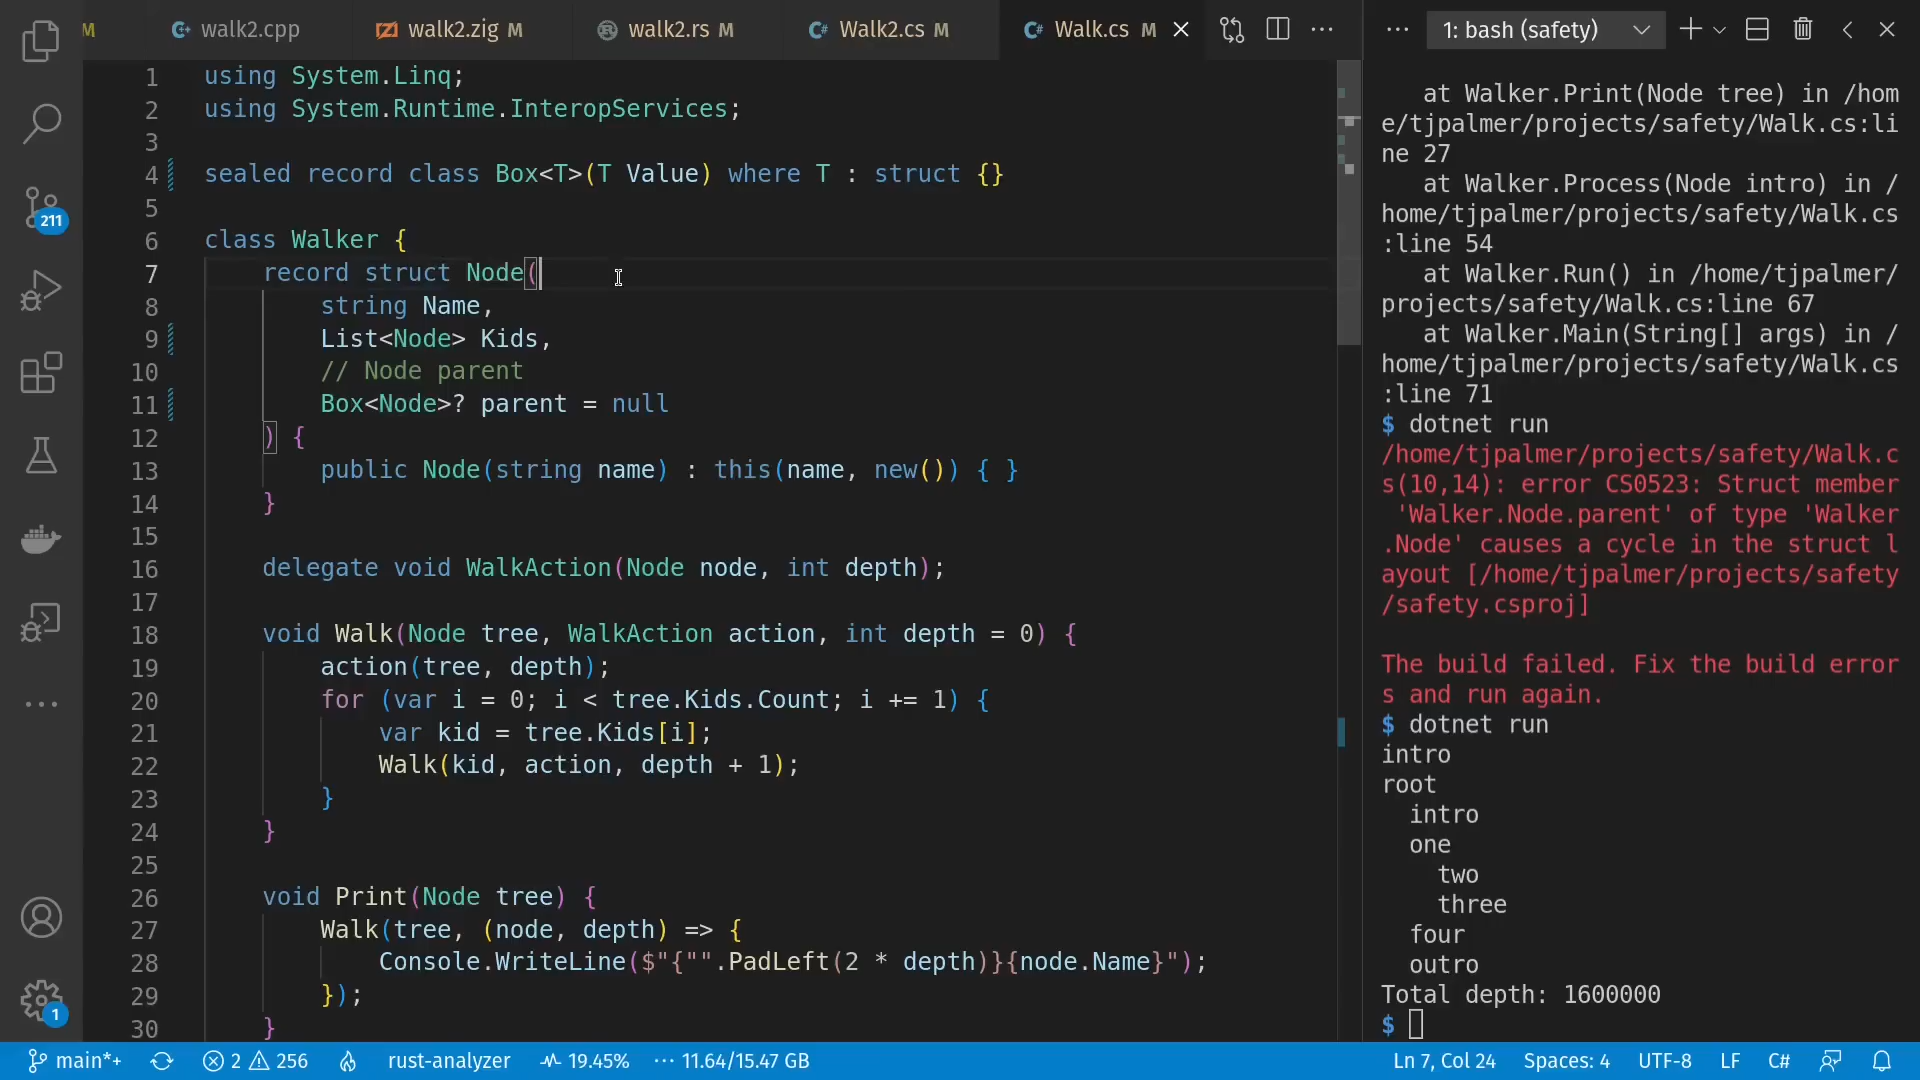 M
walk2.cpp
walk2.zig M
walk2.rs M
Walk2.cs M
Walk.cs M
1: bash (safety)
1 using System.Linq;
2 using System.Runtime.InteropServices;
3
4 sealed record class Box<T>(T Value) where T : struct {}
5
6 class Walker {
7 record struct Node(
8 string Name,
9 List<Node> Kids,
10 // Node parent
11 Box<Node>? parent = null
12 ) {
13 public Node(string name) : this(name, new()) { }
14 }
15
16 delegate void WalkAction(Node node, int depth);
17
18 void Walk(Node tree, WalkAction action, int depth = 0) {
19 action(tree, depth);
20 for (var i = 0; i < tree.Kids.Count; i += 1) {
21 var kid = tree.Kids[i];
22 Walk(kid, action, depth + 1);
23 }
24 }
25
26 void Print(Node tree) {
27 Walk(tree, (node, depth) => {
28 Console.WriteLine($"{"".PadLeft(2 * depth)}{node.Name}");
29 });
30 }
at Walker.Print(Node tree) in /hom
e/tjpalmer/projects/safety/Walk.cs:li
ne 27
at Walker.Process(Node intro) in /
home/tjpalmer/projects/safety/Walk.cs
:line 54
at Walker.Run() in /home/tjpalmer/
projects/safety/Walk.cs:line 67
at Walker.Main(String[] args) in /
home/tjpalmer/projects/safety/Walk.cs
:line 71
$ dotnet run
/home/tjpalmer/projects/safety/Walk.c
s(10,14): error CS0523: Struct member
'Walker.Node.parent' of type 'Walker
.Node' causes a cycle in the struct l
ayout [/home/tjpalmer/projects/safety
/safety.csproj]
The build failed. Fix the build error
s and run again.
$ dotnet run
intro
root
intro
one
two
three
four
outro
Total depth: 1600000
$
211
1
main*+
2
256
rust-analyzer
19.45%
11.64/15.47 GB
Ln 7, Col 24
Spaces: 4
UTF-8
LF
C#